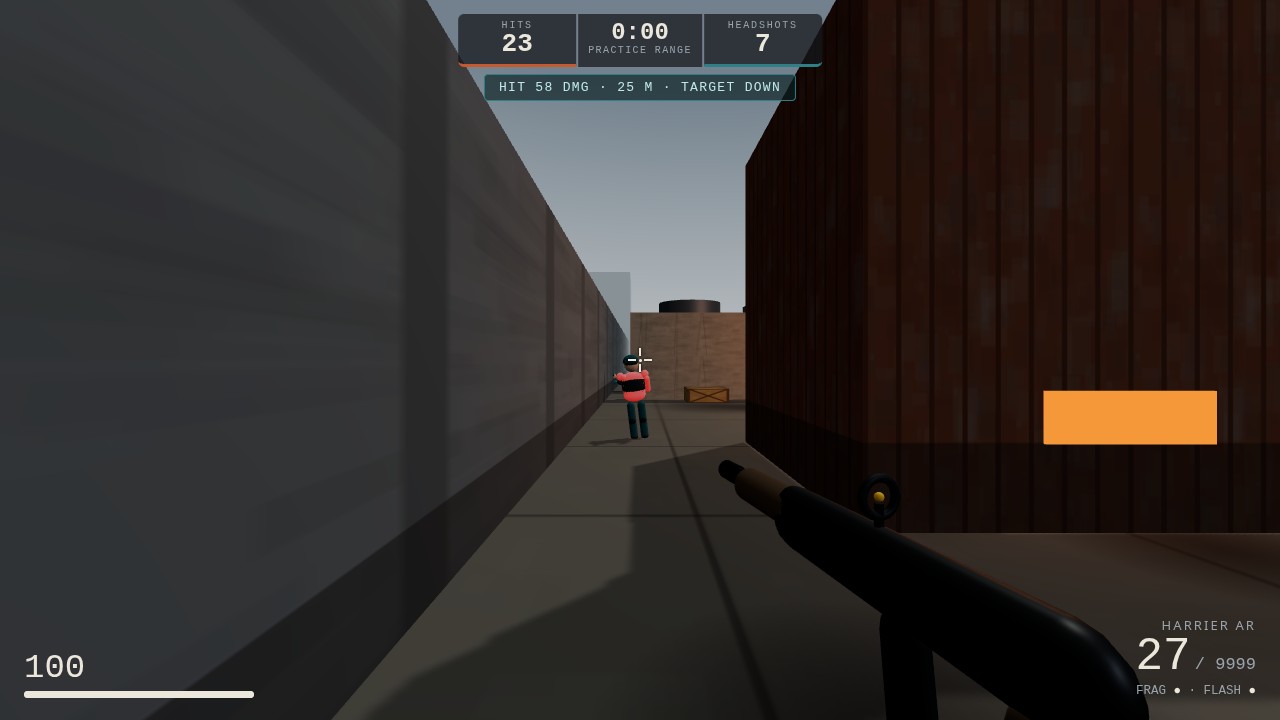 HITS
23
0:00
PRACTICE RANGE
HEADSHOTS
7
HIT 58 DMG · 25 M · TARGET DOWN
100
HARRIER AR
27 / 9999
FRAG ● · FLASH ●